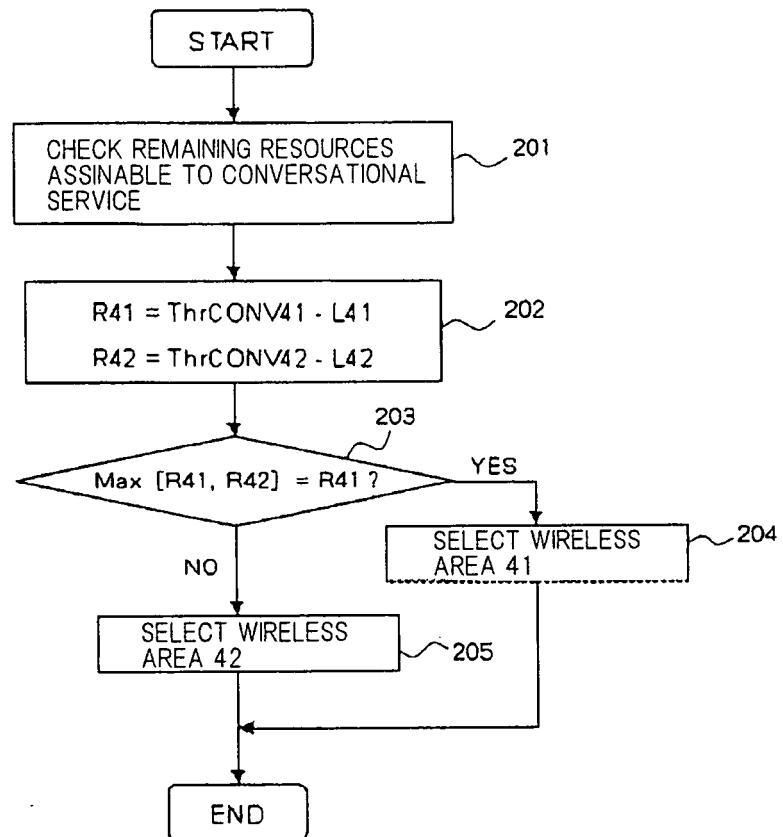 START
CHECK REMAINING RESOURCES
ASSINABLE TO CONVERSATIONAL
SERVICE
201
R41 = ThrCONV41 - L41
R42 = ThrCONV42 - L42
202
203
Max [R41, R42] = R41 ?
YES
NO
SELECT WIRELESS
AREA 41
204
SELECT WIRELESS
AREA 42
205
END